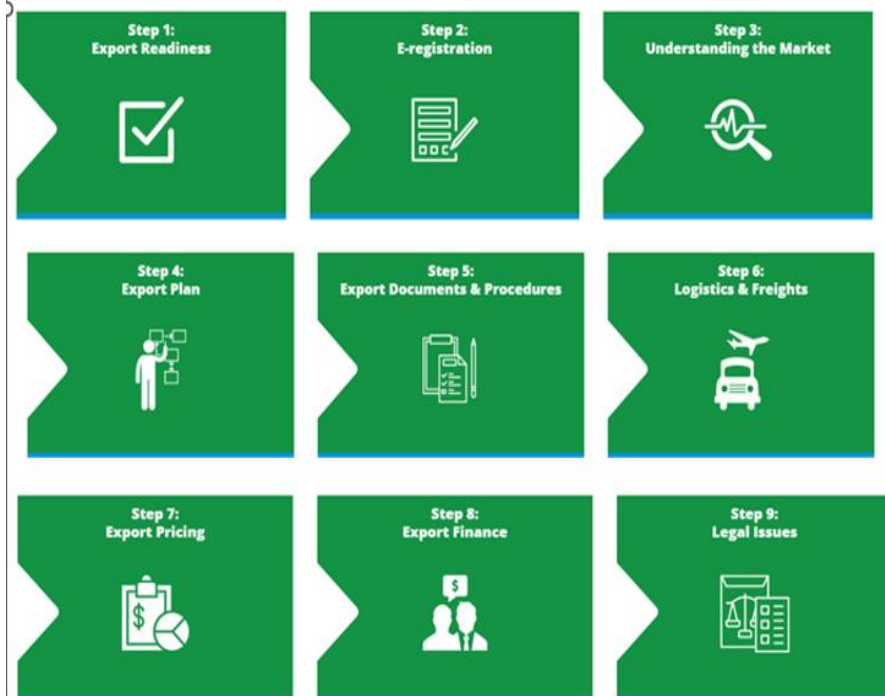 Step 1:
Export Readiness
Step 2:
E-registration
Step 3:
Understanding the Market
Step 4:
Export Plan
Step 5:
Export Documents & Procedures
Step 6:
Logistics & Freights
Step 7:
Export Pricing
$
Step 8:
Export Finance
$
Step 9:
Legal Issues